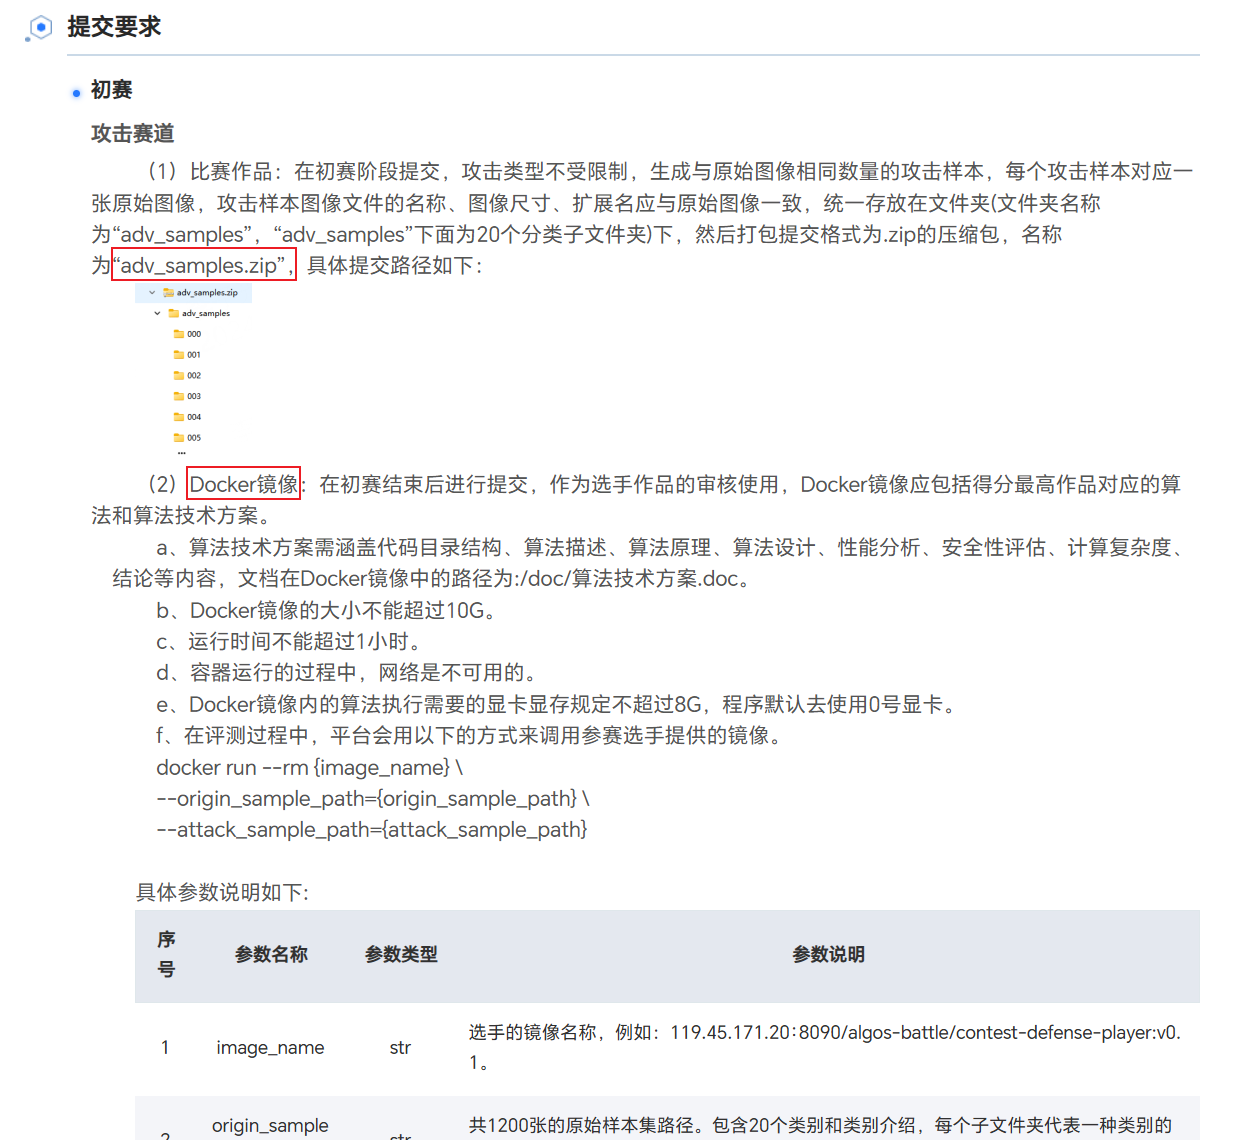 提交要求
初赛
攻击赛道
（1）比赛作品：在初赛阶段提交，攻击类型不受限制，生成与原始图像相同数量的攻击样本，每个攻击样本对应一
张原始图像，攻击样本图像文件的名称、图像尺寸、扩展名应与原始图像一致，统一存放在文件夹(文件夹名称
为“adv_samples”，“adv_samples”下面为20个分类子文件夹)下，然后打包提交格式为.zip的压缩包，名称
为“adv_samples.zip”，具体提交路径如下：
adv_samples.zip
adv_samples
000
001
002
003
004
005
...
（2）Docker镜像：在初赛结束后进行提交，作为选手作品的审核使用，Docker镜像应包括得分最高作品对应的算
法和算法技术方案。
a、算法技术方案需涵盖代码目录结构、算法描述、算法原理、算法设计、性能分析、安全性评估、计算复杂度、
结论等内容，文档在Docker镜像中的路径为:/doc/算法技术方案.doc。
b、Docker镜像的大小不能超过10G。
c、运行时间不能超过1小时。
d、容器运行的过程中，网络是不可用的。
e、Docker镜像内的算法执行需要的显卡显存规定不超过8G，程序默认去使用0号显卡。
f、在评测过程中，平台会用以下的方式来调用参赛选手提供的镜像。
docker run --rm {image_name} \
--origin_sample_path={origin_sample_path} \
--attack_sample_path={attack_sample_path}
具体参数说明如下:
序号 参数名称 参数类型 参数说明
1 image_name str 选手的镜像名称，例如：119.45.171.20:8090/algos-battle/contest-defense-player:v0.
1。
2 origin_sample str 共1200张的原始样本集路径。包含20个类别和类别介绍，每个子文件夹代表一种类别的